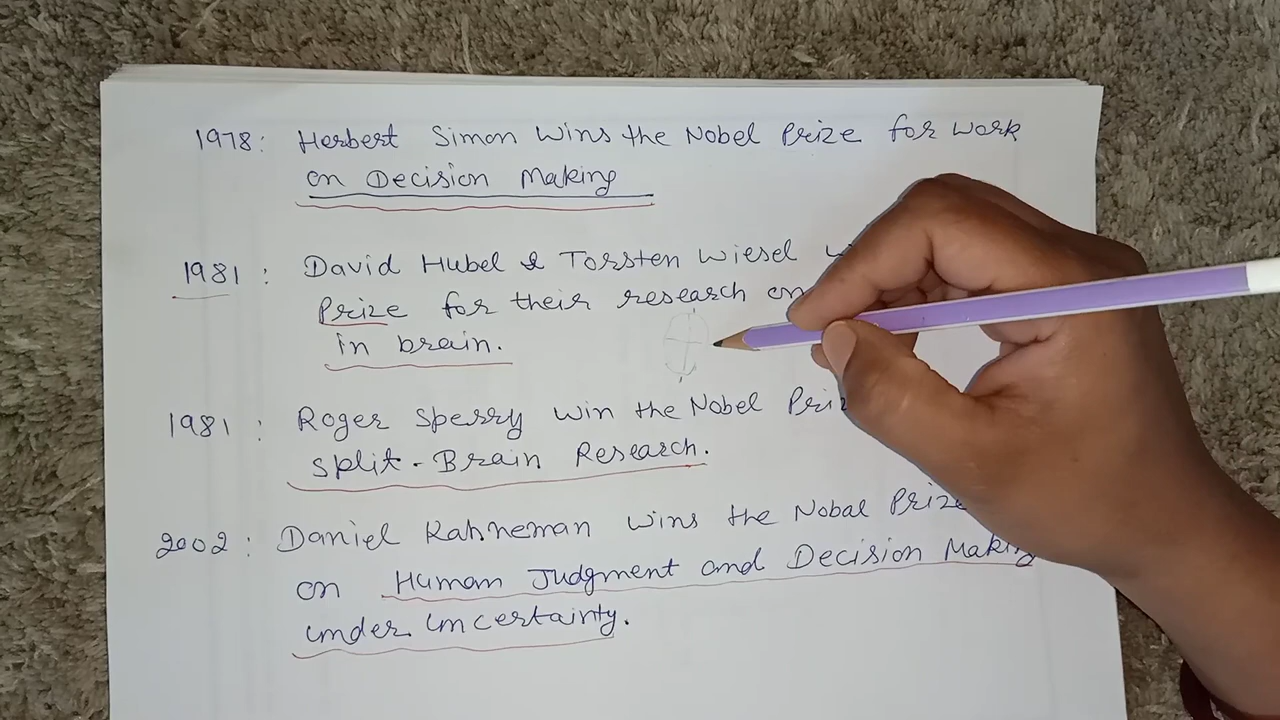 1978: Herbert Simon wins the Nobel Prize for work
on Decision Making
1981: David Hubel & Torsten Wiesel
Prize for their research on
in brain.
1981: Roger Sperry win the Nobel
Split-Brain Research.
2002: Daniel Kahneman wins the Nobal Prize
on Human Judgment and Decision Making
under uncertainty.